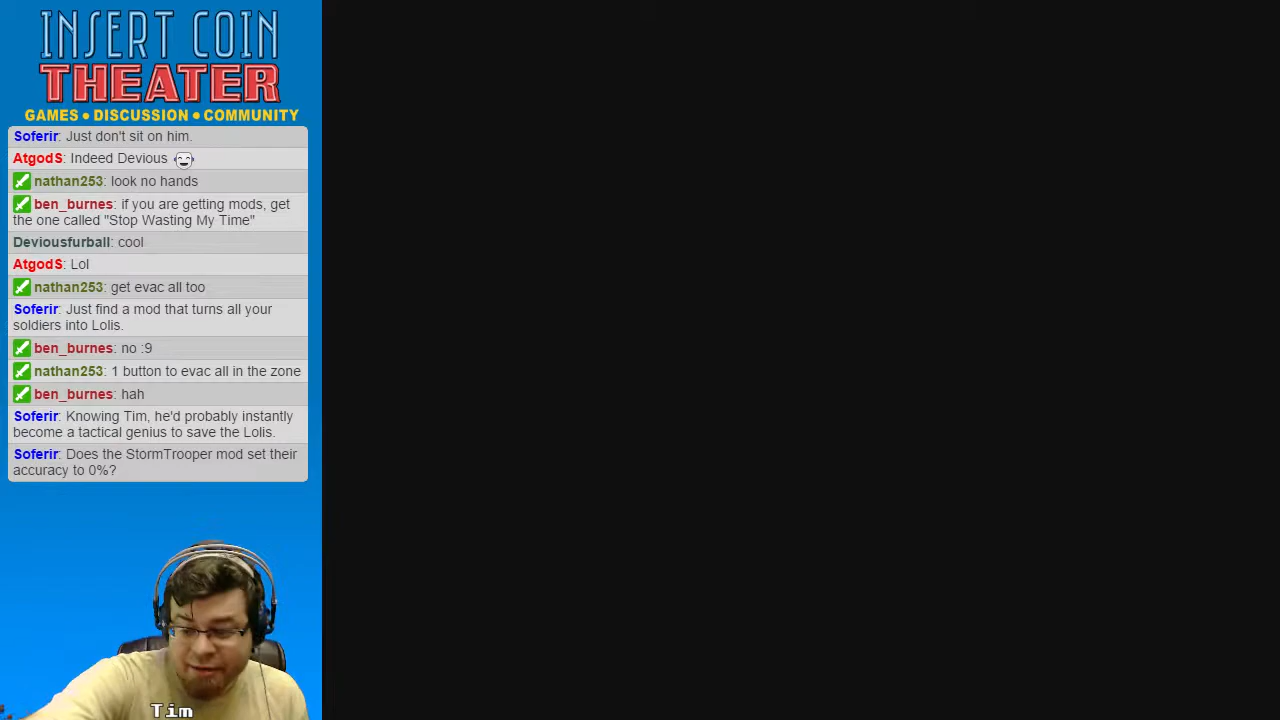 INSERT COIN
THEATER
GAMES • DISCUSSION • COMMUNITY
Soferir: Just don't sit on him.
AtgodS: Indeed Devious
nathan253: look no hands
ben_burnes: if you are getting mods, get
the one called "Stop Wasting My Time"
Deviousfurball: cool
AtgodS: Lol
nathan253: get evac all too
Soferir: Just find a mod that turns all your
soldiers into Lolis.
ben_burnes: no :9
nathan253: 1 button to evac all in the zone
ben_burnes: hah
Soferir: Knowing Tim, he'd probably instantly
become a tactical genius to save the Lolis.
Soferir: Does the StormTrooper mod set their
accuracy to 0%?
Tim